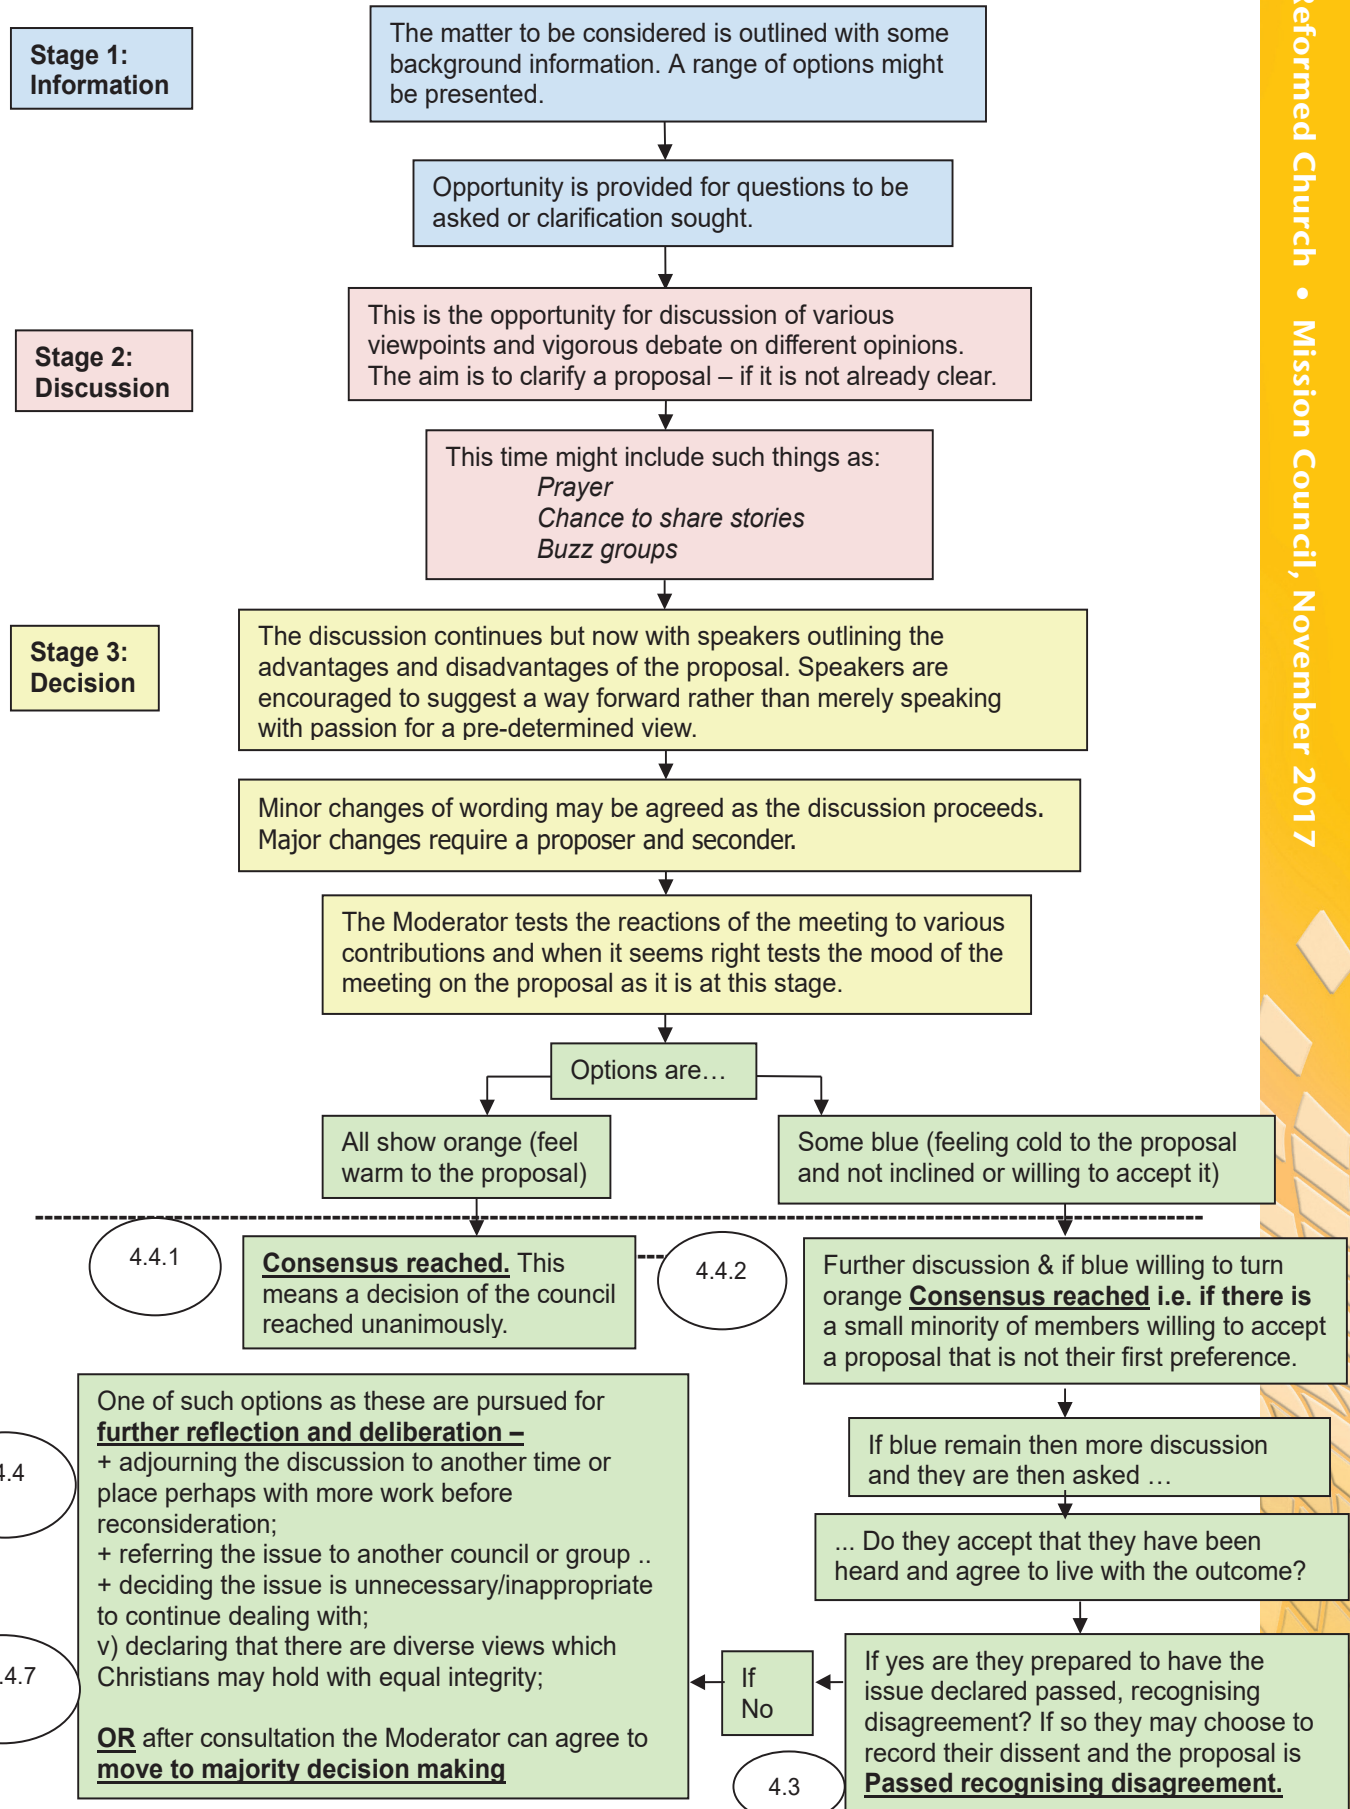 Stage 1:
Information
The matter to be considered is outlined with some
background information. A range of options might
be presented.
Opportunity is provided for questions to be
asked or clarification sought.
Stage 2:
Discussion
This is the opportunity for discussion of various
viewpoints and vigorous debate on different opinions.
The aim is to clarify a proposal – if it is not already clear.
This time might include such things as:
Prayer
Chance to share stories
Buzz groups
Stage 3:
Decision
The discussion continues but now with speakers outlining the
advantages and disadvantages of the proposal. Speakers are
encouraged to suggest a way forward rather than merely speaking
with passion for a pre-determined view.
Minor changes of wording may be agreed as the discussion proceeds.
Major changes require a proposer and seconder.
The Moderator tests the reactions of the meeting to various
contributions and when it seems right tests the mood of the
meeting on the proposal as it is at this stage.
Options are…
All show orange (feel
warm to the proposal)
Some blue (feeling cold to the proposal
and not inclined or willing to accept it)
4.4.1
Consensus reached. This
means a decision of the council
reached unanimously.
4.4.2
Further discussion & if blue willing to turn
orange Consensus reached i.e. if there is
a small minority of members willing to accept
a proposal that is not their first preference.
If blue remain then more discussion
and they are then asked …
... Do they accept that they have been
heard and agree to live with the outcome?
If yes are they prepared to have the
issue declared passed, recognising
disagreement? If so they may choose to
record their dissent and the proposal is
Passed recognising disagreement.
4.3
If
No
One of such options as these are pursued for
further reflection and deliberation –
+ adjourning the discussion to another time or
place perhaps with more work before
reconsideration;
+ referring the issue to another council or group ..
+ deciding the issue is unnecessary/inappropriate
to continue dealing with;
v) declaring that there are diverse views which
Christians may hold with equal integrity;
OR after consultation the Moderator can agree to
move to majority decision making
4.4
.4.7
Reformed Church • Mission Council, November 2017